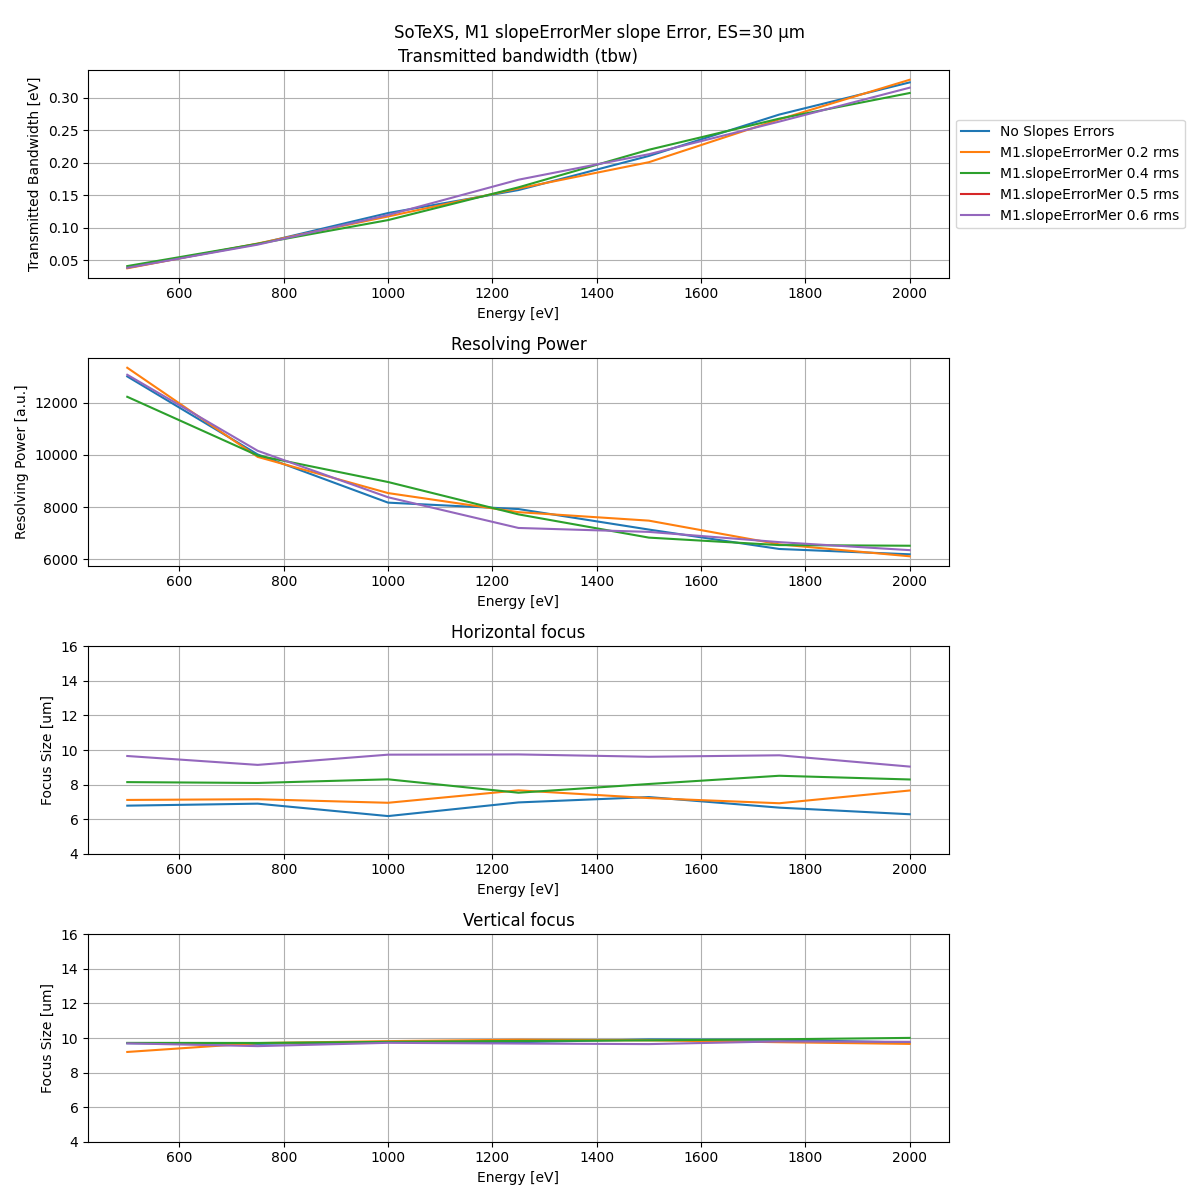 SoTeXS, M1 slopeErrorMer slope Error, ES=30 µm
Transmitted bandwidth (tbw)
Transmitted Bandwidth [eV]
0.30
0.25
0.20
0.15
0.10
0.05
600 800 1000 1200 1400 1600 1800 2000
Energy [eV]
No Slopes Errors
M1.slopeErrorMer 0.2 rms
M1.slopeErrorMer 0.4 rms
M1.slopeErrorMer 0.5 rms
M1.slopeErrorMer 0.6 rms
Resolving Power
Resolving Power [a.u.]
12000
10000
8000
6000
600 800 1000 1200 1400 1600 1800 2000
Energy [eV]
Horizontal focus
Focus Size [um]
16
14
12
10
8
6
4
600 800 1000 1200 1400 1600 1800 2000
Energy [eV]
Vertical focus
Focus Size [um]
16
14
12
10
8
6
4
600 800 1000 1200 1400 1600 1800 2000
Energy [eV]